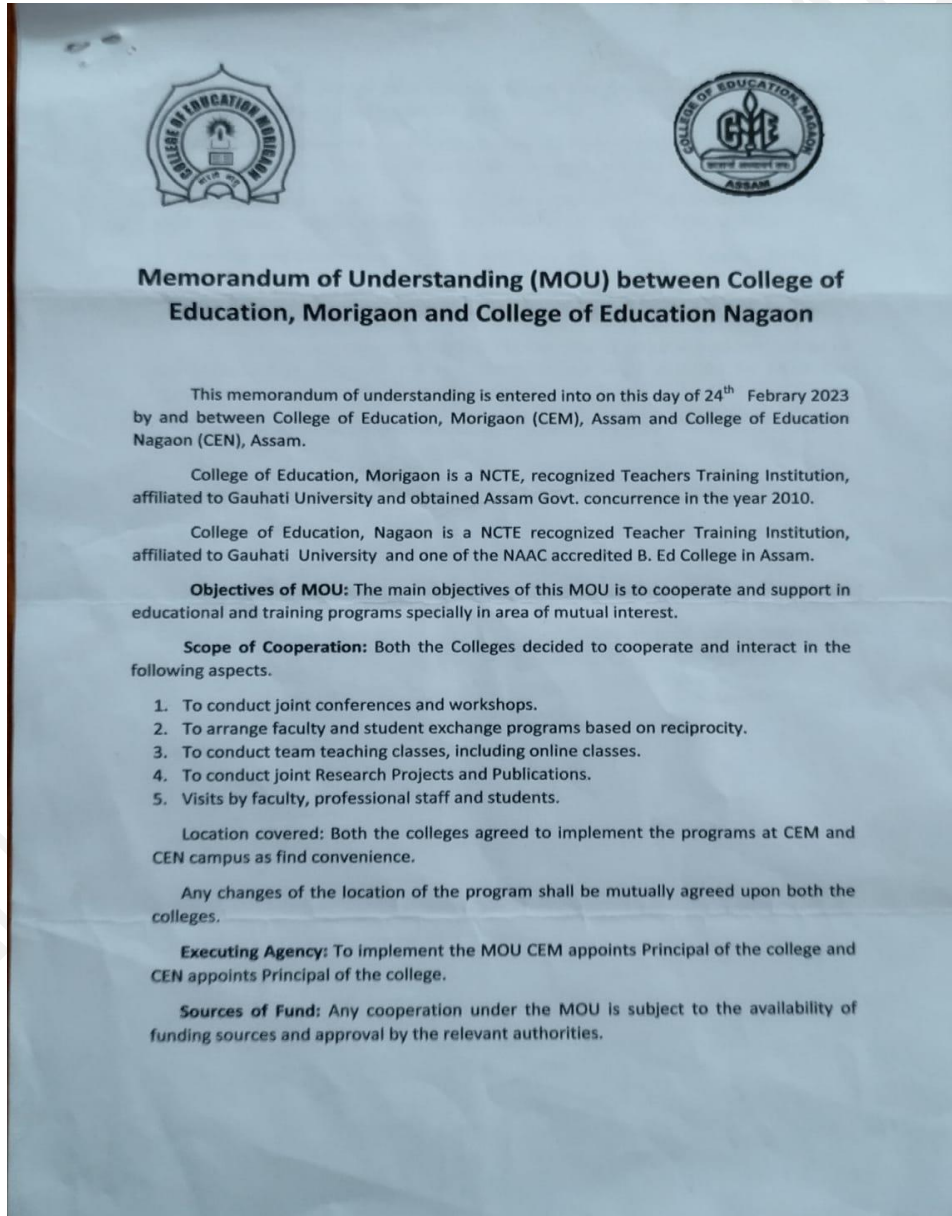 COLLEGE OF EDUCATION MORIGAON
COLLEGE OF EDUCATION, NAGAON
ASSAM
Memorandum of Understanding (MOU) between College of
Education, Morigaon and College of Education Nagaon
This memorandum of understanding is entered into on this day of 24th Febrary 2023
by and between College of Education, Morigaon (CEM), Assam and College of Education
Nagaon (CEN), Assam.
College of Education, Morigaon is a NCTE, recognized Teachers Training Institution,
affiliated to Gauhati University and obtained Assam Govt. concurrence in the year 2010.
College of Education, Nagaon is a NCTE recognized Teacher Training Institution,
affiliated to Gauhati University and one of the NAAC accredited B. Ed College in Assam.
Objectives of MOU: The main objectives of this MOU is to cooperate and support in
educational and training programs specially in area of mutual interest.
Scope of Cooperation: Both the Colleges decided to cooperate and interact in the
following aspects.
1. To conduct joint conferences and workshops.
2. To arrange faculty and student exchange programs based on reciprocity.
3. To conduct team teaching classes, including online classes.
4. To conduct joint Research Projects and Publications.
5. Visits by faculty, professional staff and students.
Location covered: Both the colleges agreed to implement the programs at CEM and
CEN campus as find convenience.
Any changes of the location of the program shall be mutually agreed upon both the
colleges.
Executing Agency: To implement the MOU CEM appoints Principal of the college and
CEN appoints Principal of the college.
Sources of Fund: Any cooperation under the MOU is subject to the availability of
funding sources and approval by the relevant authorities.